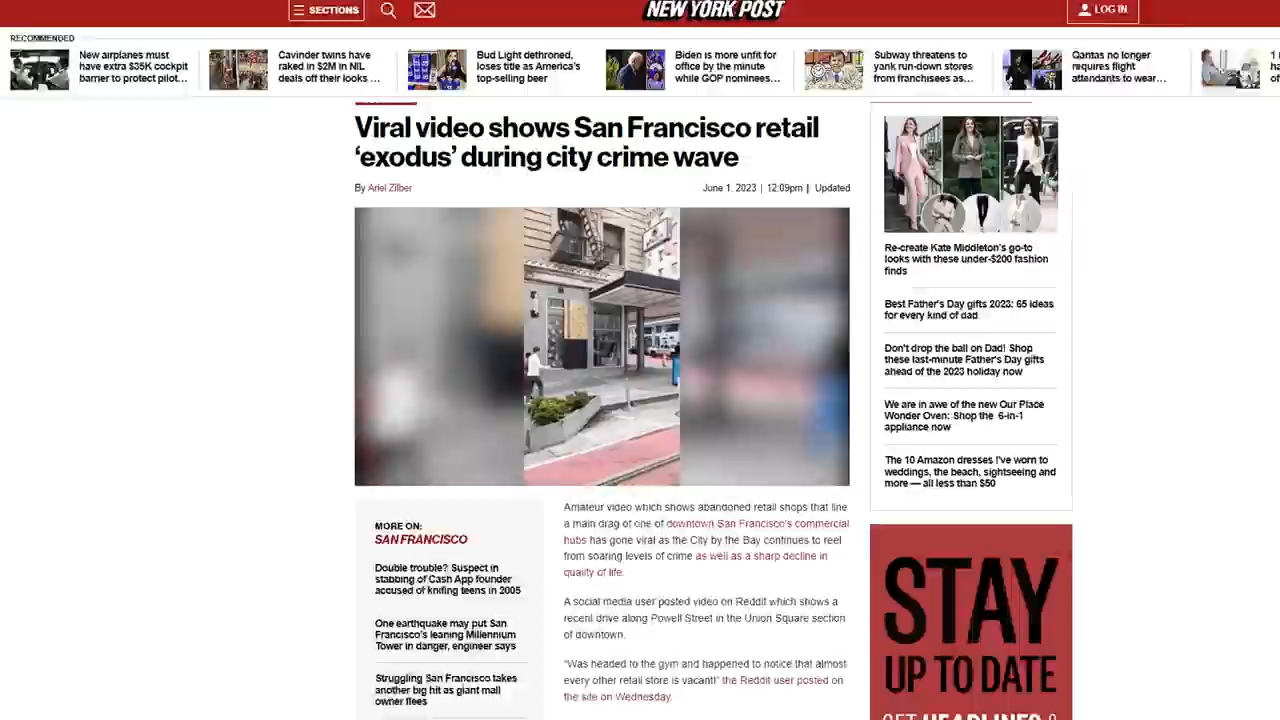 SECTIONS
NEW YORK POST
LOG IN
RECOMMENDED
New airplanes must
have extra $35K cockpit
barrier to protect pilot...
Cavinder twins have
raked in $2M in NIL
deals off their looks ...
Bud Light dethroned,
loses title as America's
top-selling beer
Biden is more unfit for
office by the minute
while GOP nominees...
Subway threatens to
yank run-down stores
from franchisees as...
Qantas no longer
requires flight
attendants to wear...
Viral video shows San Francisco retail
‘exodus’ during city crime wave
By Ariel Zilber
June 1, 2023 | 12:09pm | Updated
Amateur video which shows abandoned retail shops that line
a main drag of one of downtown San Francisco's commercial
hubs has gone viral as the City by the Bay continues to reel
from soaring levels of crime as well as a sharp decline in
quality of life.
A social media user posted video on Reddit which shows a
recent drive along Powell Street in the Union Square section
of downtown.
“Was headed to the gym and happened to notice that almost
every other retail store is vacant!” the Reddit user posted on
the site on Wednesday.
MORE ON:
SAN FRANCISCO
Double trouble? Suspect in
stabbing of Cash App founder
accused of knifing teens in 2005
One earthquake may put San
Francisco's leaning Millennium
Tower in danger, engineer says
Struggling San Francisco takes
another big hit as giant mall
owner flees
Re-create Kate Middleton's go-to
looks with these under-$200 fashion
finds
Best Father's Day gifts 2023: 65 ideas
for every kind of dad
Don't drop the ball on Dad! Shop
these last-minute Father's Day gifts
ahead of the 2023 holiday now
We are in awe of the new Our Place
Wonder Oven: Shop the 6-in-1
appliance now
The 10 Amazon dresses I've worn to
weddings, the beach, sightseeing and
more — all less than $50
STAY
UP TO DATE
GET HEADLINES &